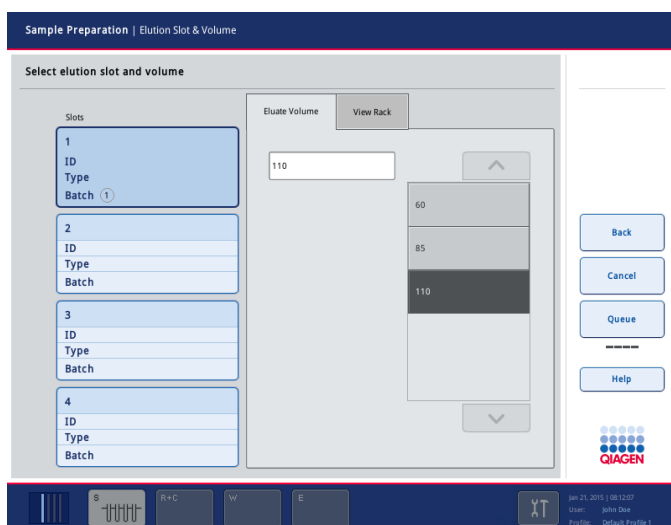 Sample Preparation | Elution Slot & Volume
Select elution slot and volume
Slots
1
ID
Type
Batch 1
2
ID
Type
Batch
3
ID
Type
Batch
4
ID
Type
Batch
Eluate Volume
View Rack
110
60
85
110
Back
Cancel
Queue
Help
QIAGEN
S
R+C
W
E
Jan 21, 2015 | 08:12:07
User: John Doe
Profile: Default Profile 1